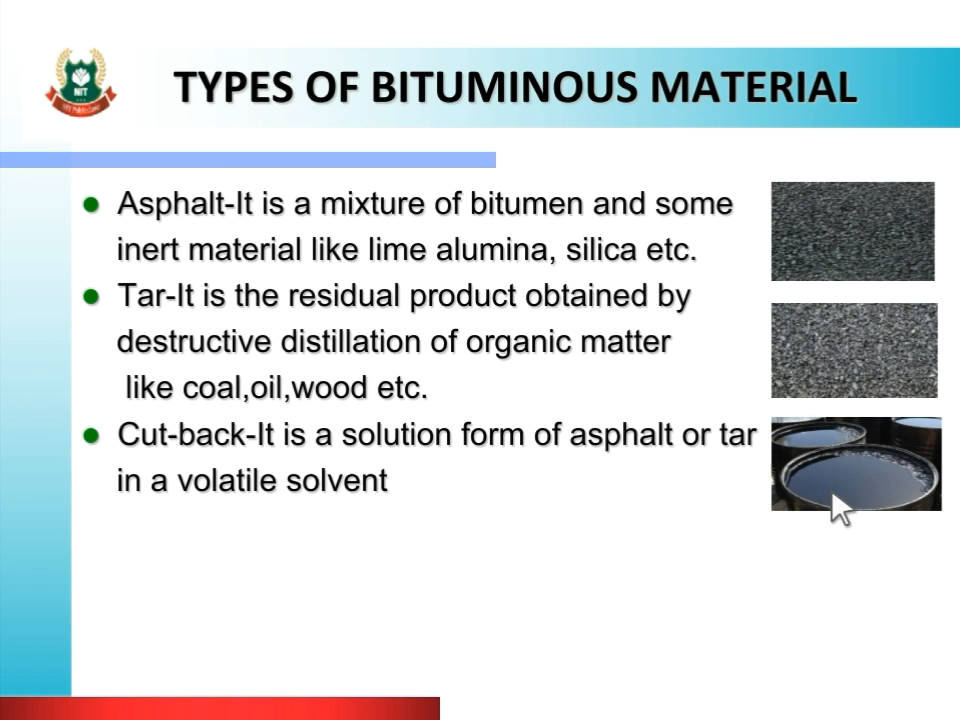 NIT
TYPES OF BITUMINOUS MATERIAL
Asphalt-It is a mixture of bitumen and some
inert material like lime alumina, silica etc.
Tar-It is the residual product obtained by
destructive distillation of organic matter
like coal,oil,wood etc.
Cut-back-It is a solution form of asphalt or tar
in a volatile solvent